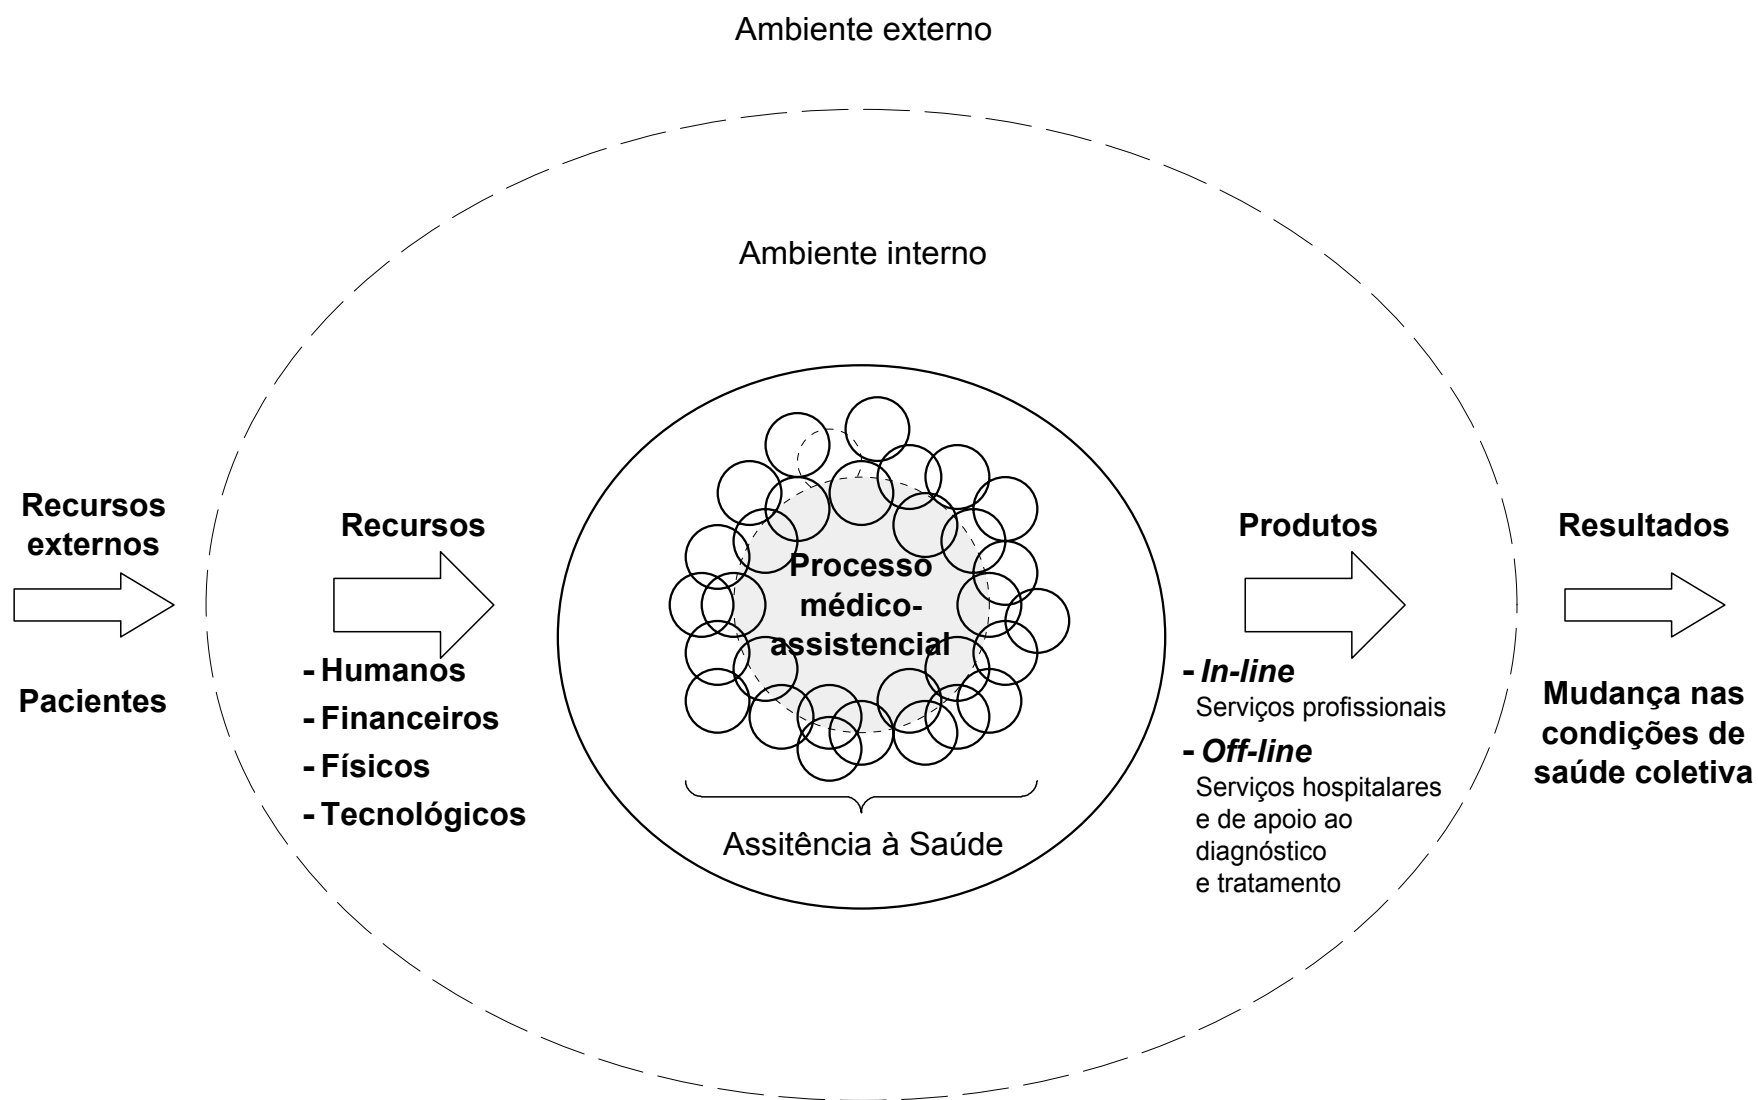 Ambiente externo
Ambiente interno
Recursos
externos
Pacientes
Recursos
- Humanos
- Financeiros
- Físicos
- Tecnológicos
Processo
médico-
assistencial
Assitência à Saúde
Produtos
- In-line
Serviços profissionais
- Off-line
Serviços hospitalares
e de apoio ao
diagnóstico
e tratamento
Resultados
Mudança nas
condições de
saúde coletiva